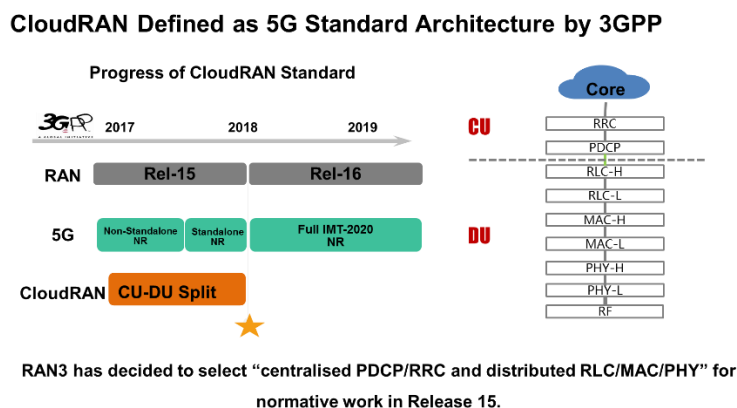 CloudRAN Defined as 5G Standard Architecture by 3GPP
Progress of CloudRAN Standard
3GPP
A GLOBAL INITIATIVE
2017
2018
2019
RAN
Rel-15
Rel-16
5G
Non-Standalone
NR
Standalone
NR
Full IMT-2020
NR
CloudRAN
CU-DU Split
Core
CU
RRC
PDCP
RLC-H
RLC-L
MAC-H
DU
MAC-L
PHY-H
PHY-L
RF
RAN3 has decided to select “centralised PDCP/RRC and distributed RLC/MAC/PHY” for
normative work in Release 15.